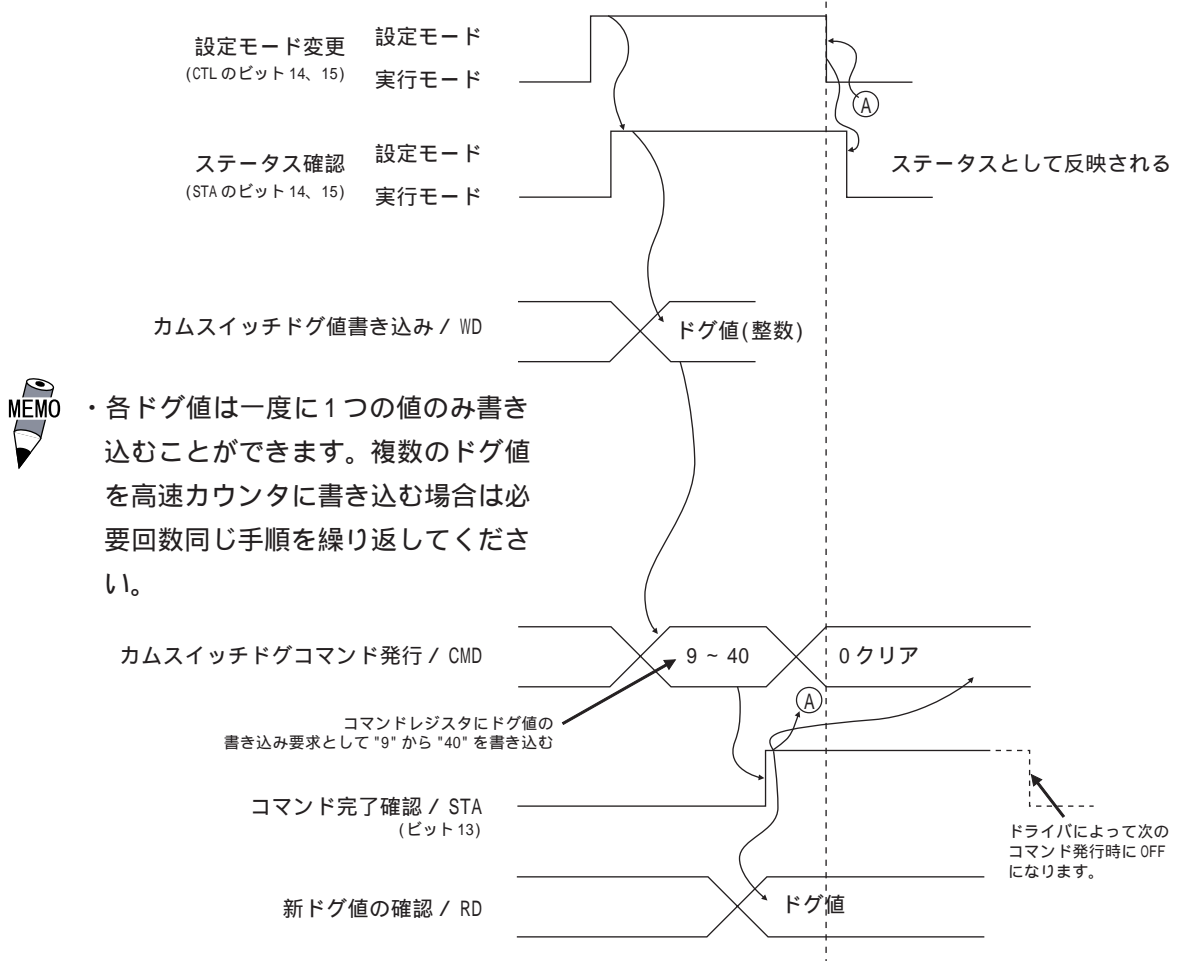 設定モード変更
(CTLのビット14、15)
設定モード
実行モード
A
ステータス確認
(STAのビット14、15)
設定モード
実行モード
ステータスとして反映される
カムスイッチドグ値書き込み / WD
ドグ値(整数)
MEMO
・各ドグ値は一度に1つの値のみ書き
込むことができます。複数のドグ値
を高速カウンタに書き込む場合は必
要回数同じ手順を繰り返してくださ
い。
カムスイッチドグコマンド発行 / CMD
9 ~ 40
0クリア
A
コマンドレジスタにドグ値の
書き込み要求として "9" から "40" を書き込む
コマンド完了確認 / STA
(ビット13)
ドライバによって次の
コマンド発行時に OFF
になります。
新ドグ値の確認 / RD
ドグ値